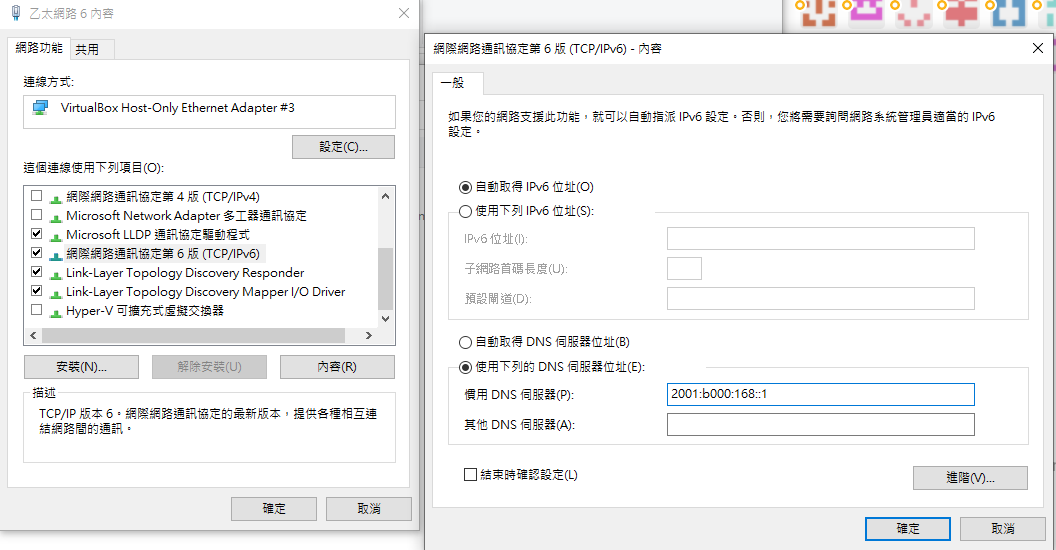 乙太網路 6 內容
網路功能
共用
連線方式:
VirtualBox Host-Only Ethernet Adapter #3
設定(C)...
這個連線使用下列項目(O):
網際網路通訊協定第 4 版 (TCP/IPv4)
Microsoft Network Adapter 多工器通訊協定
Microsoft LLDP 通訊協定驅動程式
網際網路通訊協定第 6 版 (TCP/IPv6)
Link-Layer Topology Discovery Responder
Link-Layer Topology Discovery Mapper I/O Driver
Hyper-V 可擴充式虛擬交換器
安裝(N)...
解除安裝(U)
內容(R)
描述
TCP/IP 版本 6。網際網路通訊協定的最新版本，提供各種相互連
結網路間的通訊。
確定
取消
網際網路通訊協定第 6 版 (TCP/IPv6) - 內容
一般
如果您的網路支援此功能，就可以自動指派 IPv6 設定。否則，您將需要詢問網路系統管理員適當的 IPv6
設定。
自動取得 IPv6 位址(O)
使用下列 IPv6 位址(S):
IPv6 位址(I):
子網路首碼長度(U):
預設閘道(D):
自動取得 DNS 伺服器位址(B)
使用下列的 DNS 伺服器位址(E):
慣用 DNS 伺服器(P):
2001:b000:168::1
其他 DNS 伺服器(A):
結束時確認設定(L)
進階(V)...
確定
取消